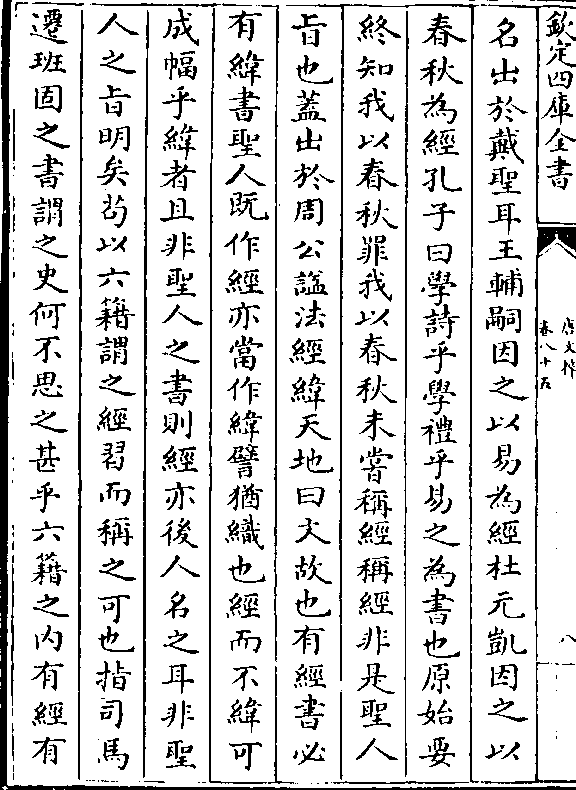 欽定四庫全書
唐文粹
卷八十五
八
名出於戴聖耳王輔嗣因之以易為經杜元凱因之以
春秋為經孔子曰學詩乎學禮乎易之為書也原始要
終知我以春秋罪我以春秋未嘗稱經稱經非是聖人
旨也蓋出於周公諡法經緯天地曰文故也有經書必
有緯書聖人既作經亦當作緯譬猶織也經而不緯可
成幅乎緯者且非聖人之書則經亦後人名之耳非聖
人之旨明矣苟以六籍謂之經習而稱之可也指司馬
遷班固之書謂之史何不思之甚乎六籍之内有經有